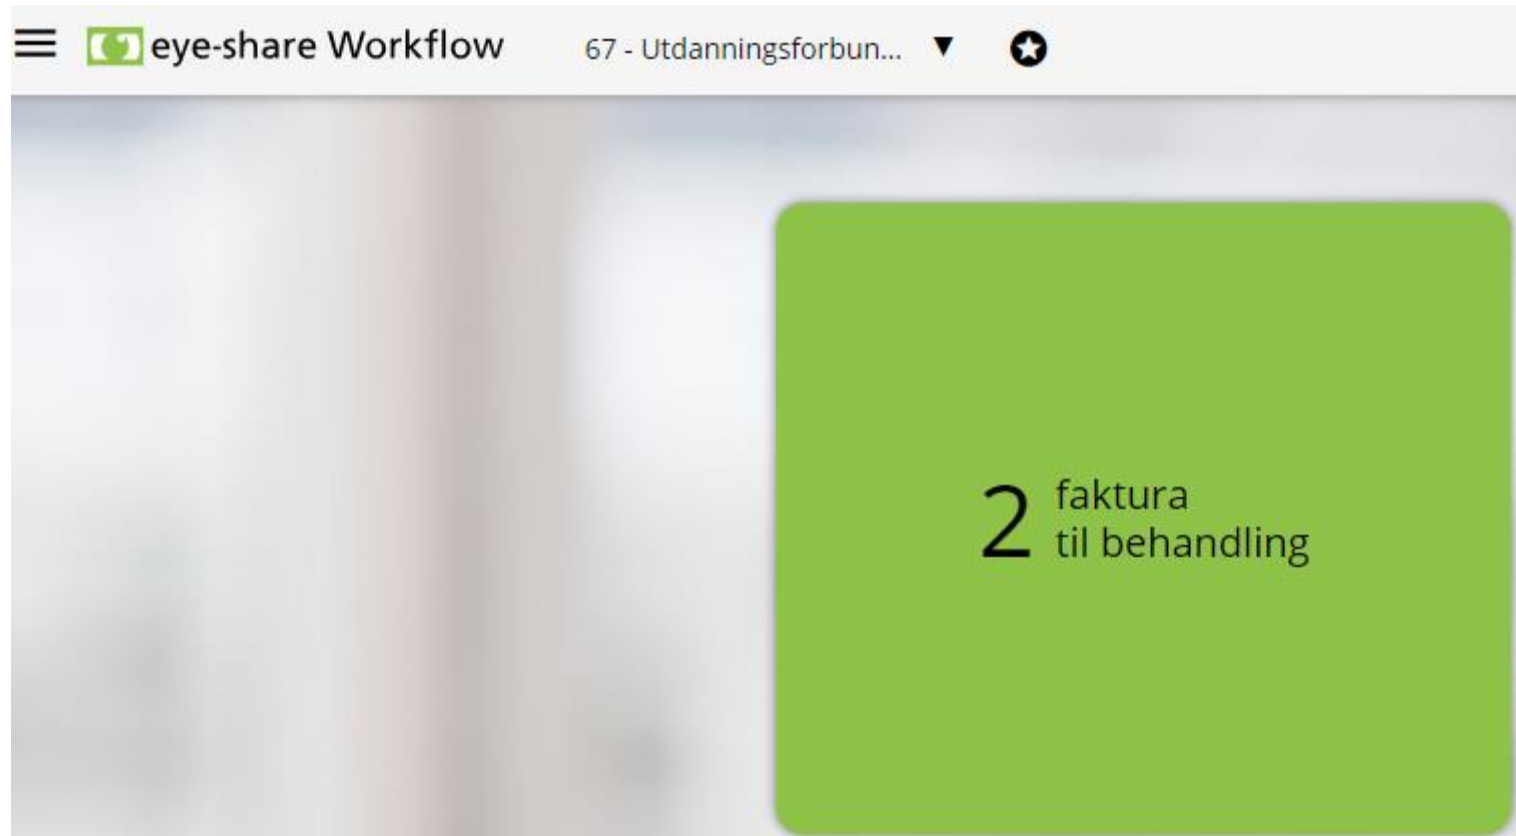 eye-share Workflow
67 - Utdanningsforbun...
2
faktura
til behandling